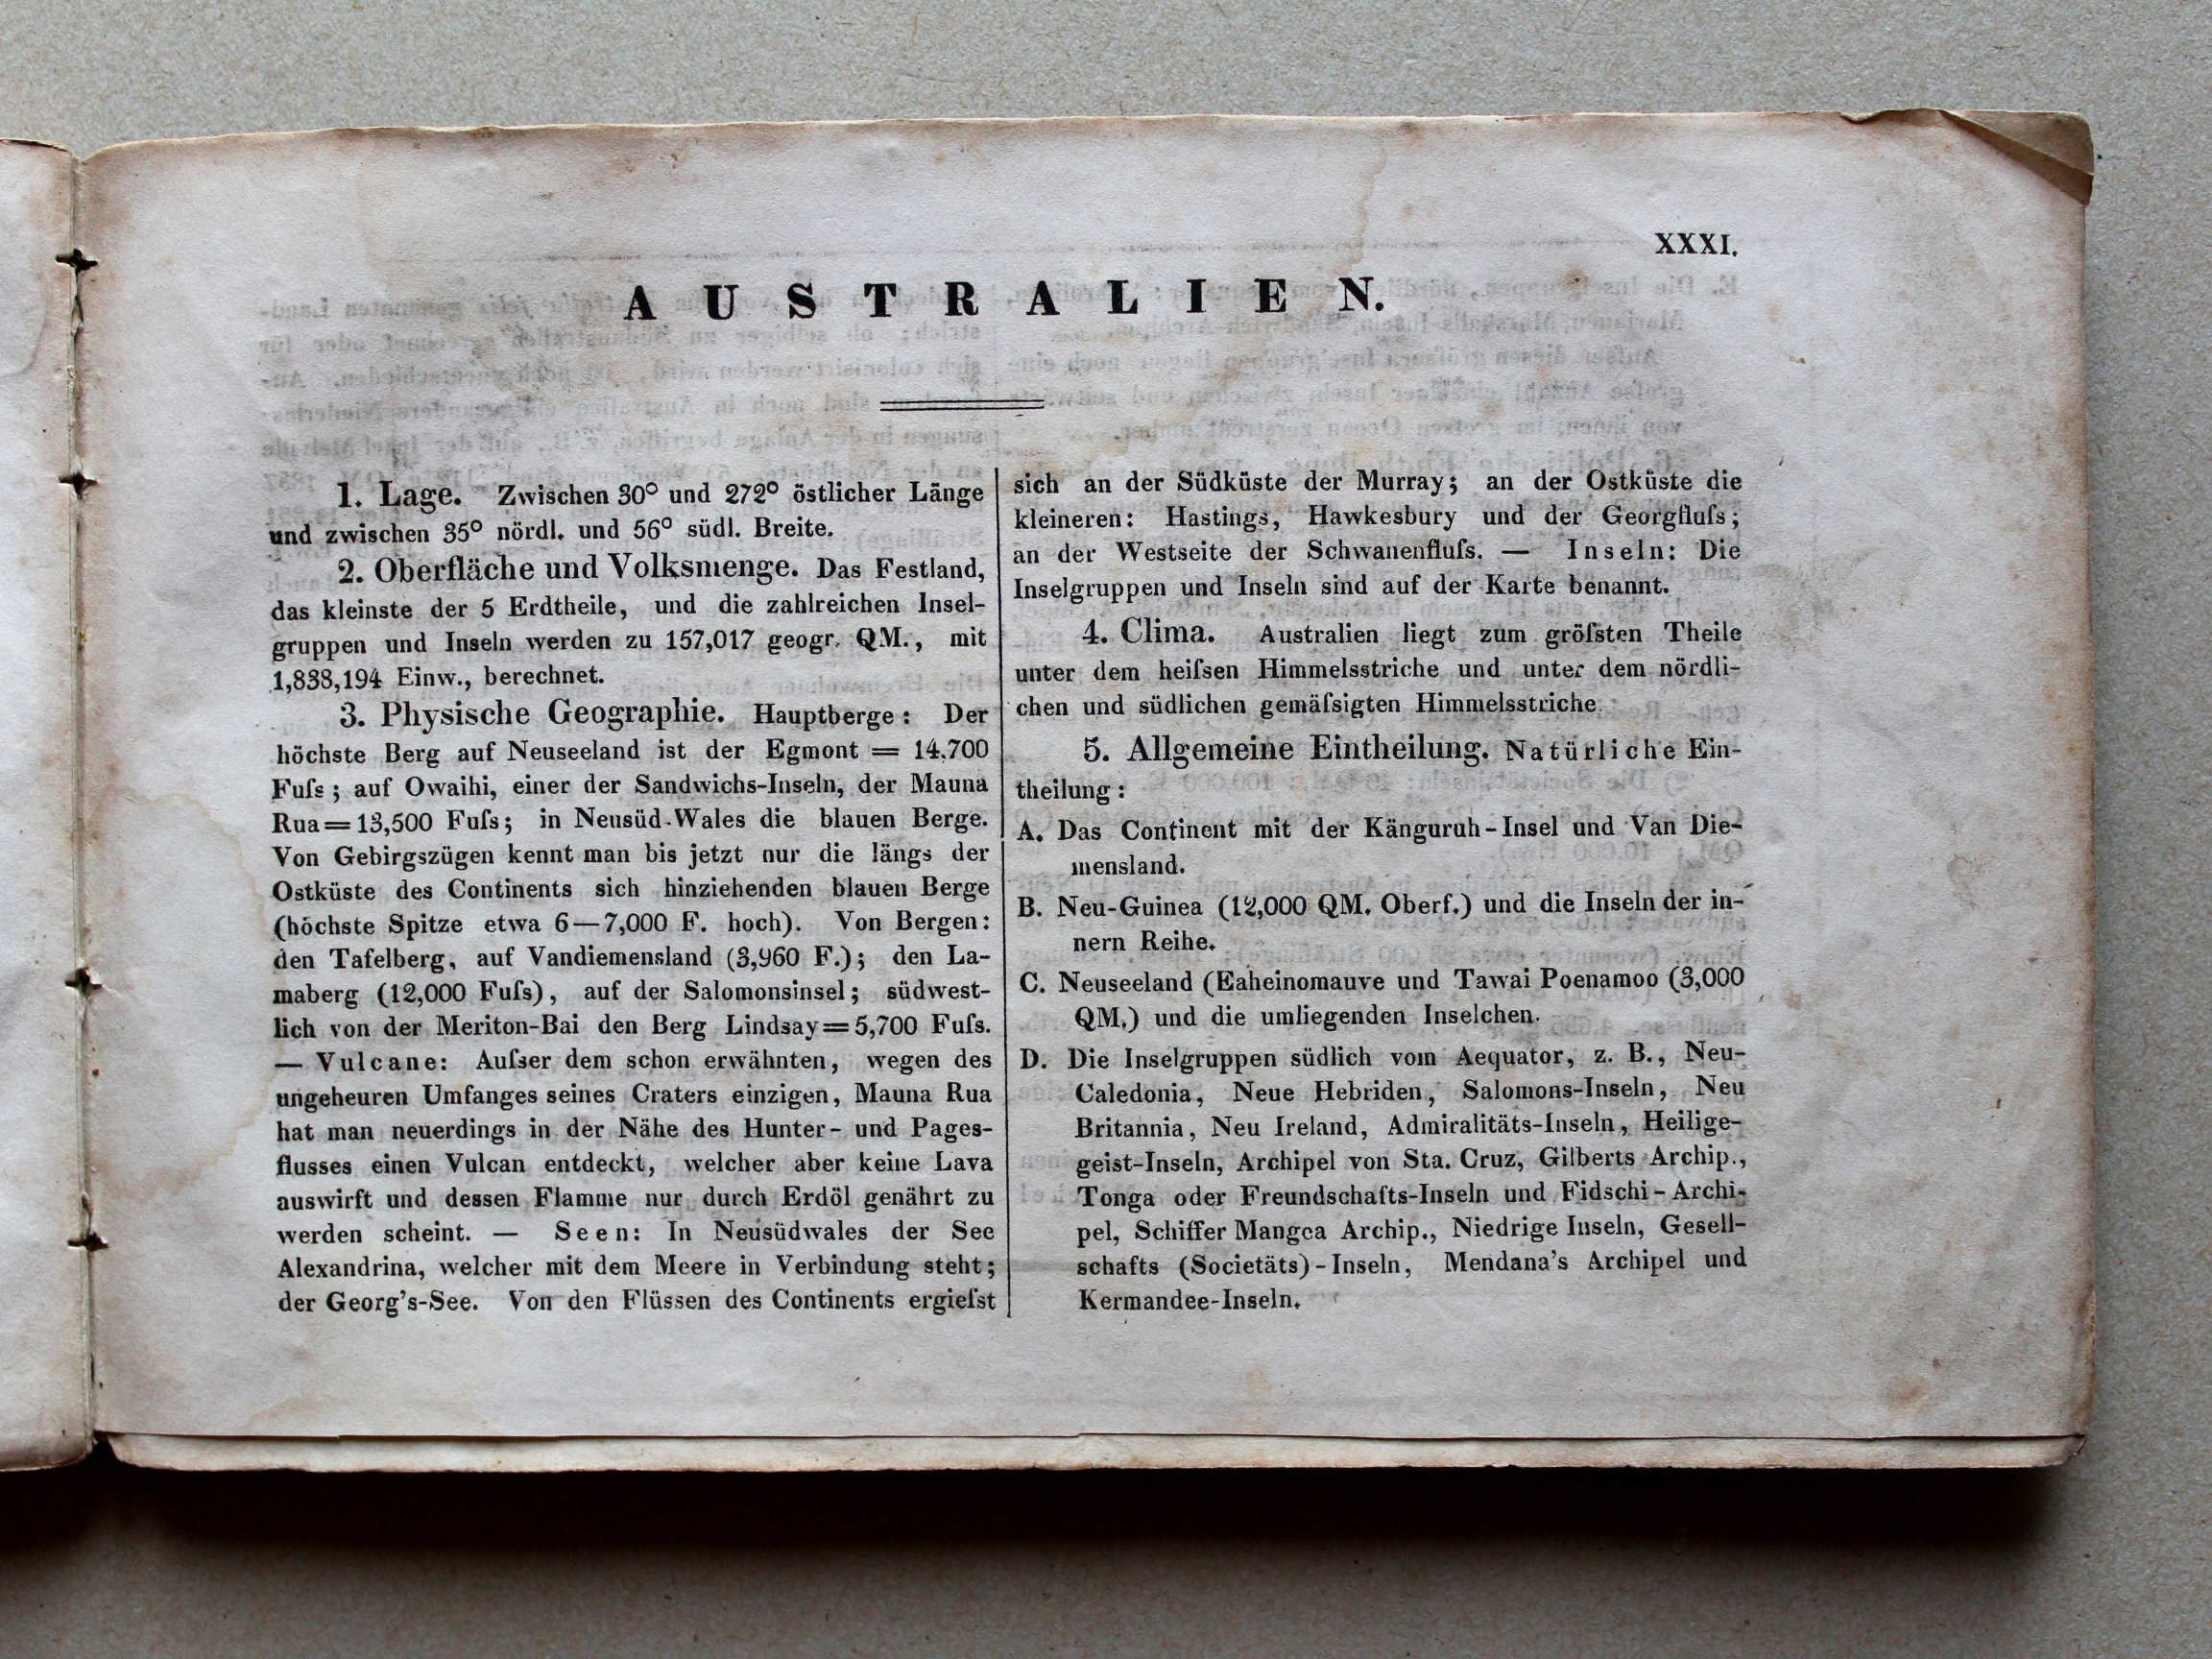 XXXI.
AUSTRALIEN.
1. Lage. Zwischen 30° und 272° östlicher Länge
und zwischen 35° nördl. und 56° südl. Breite.
2. Oberfläche und Volksmenge. Das Festland,
das kleinste der 5 Erdtheile, und die zahlreichen Insel-
gruppen und Inseln werden zu 157,017 geogr. QM., mit
1,838,194 Einw., berechnet.
3. Physische Geographie. Hauptberge: Der
höchste Berg auf Neuseeland ist der Egmont = 14.700
Fuſs; auf Owaihi, einer der Sandwichs-Inseln, der Mauna
Rua=13,500 Fuſs; in Neusüd-Wales die blauen Berge.
Von Gebirgszügen kennt man bis jetzt nur die längs der
Ostküste des Continents sich hinziehenden blauen Berge
(höchste Spitze etwa 6—7,000 F. hoch). Von Bergen:
den Tafelberg, auf Vandiemensland (3,960 F.); den La-
maberg (12,000 Fuſs), auf der Salomonsinsel; südwest-
lich von der Meriton-Bai den Berg Lindsay=5,700 Fuſs.
— Vulcane: Auſser dem schon erwähnten, wegen des
ungeheuren Umfanges seines Craters einzigen, Mauna Rua
hat man neuerdings in der Nähe des Hunter- und Pages-
flusses einen Vulcan entdeckt, welcher aber keine Lava
auswirft und dessen Flamme nur durch Erdöl genährt zu
werden scheint. — Seen: In Neusüdwales der See
Alexandrina, welcher mit dem Meere in Verbindung steht;
der Georg's-See. Von den Flüssen des Continents ergieſst
sich an der Südküste der Murray; an der Ostküste die
kleineren: Hastings, Hawkesbury und der Georgfluſs;
an der Westseite der Schwanenfluſs. — Inseln: Die
Inselgruppen und Inseln sind auf der Karte benannt.
4. Clima. Australien liegt zum gröſsten Theile
unter dem heiſsen Himmelsstriche und unter dem nördli-
chen und südlichen gemäſsigten Himmelsstriche.
5. Allgemeine Eintheilung. Natürliche Ein-
theilung:
A. Das Continent mit der Känguruh-Insel und Van Die-
mensland.
B. Neu-Guinea (12,000 QM. Oberf.) und die Inseln der in-
nern Reihe.
C. Neuseeland (Eaheinomauve und Tawai Poenamoo (3,000
QM.) und die umliegenden Inselchen.
D. Die Inselgruppen südlich vom Aequator, z. B., Neu-
Caledonia, Neue Hebriden, Salomons-Inseln, Neu
Britannia, Neu Ireland, Admiralitäts-Inseln, Heilige-
geist-Inseln, Archipel von Sta. Cruz, Gilberts Archip.,
Tonga oder Freundschafts-Inseln und Fidschi-Archi-
pel, Schiffer Mangca Archip., Niedrige Inseln, Gesell-
schafts (Societäts)-Inseln, Mendana's Archipel und
Kermandee-Inseln.